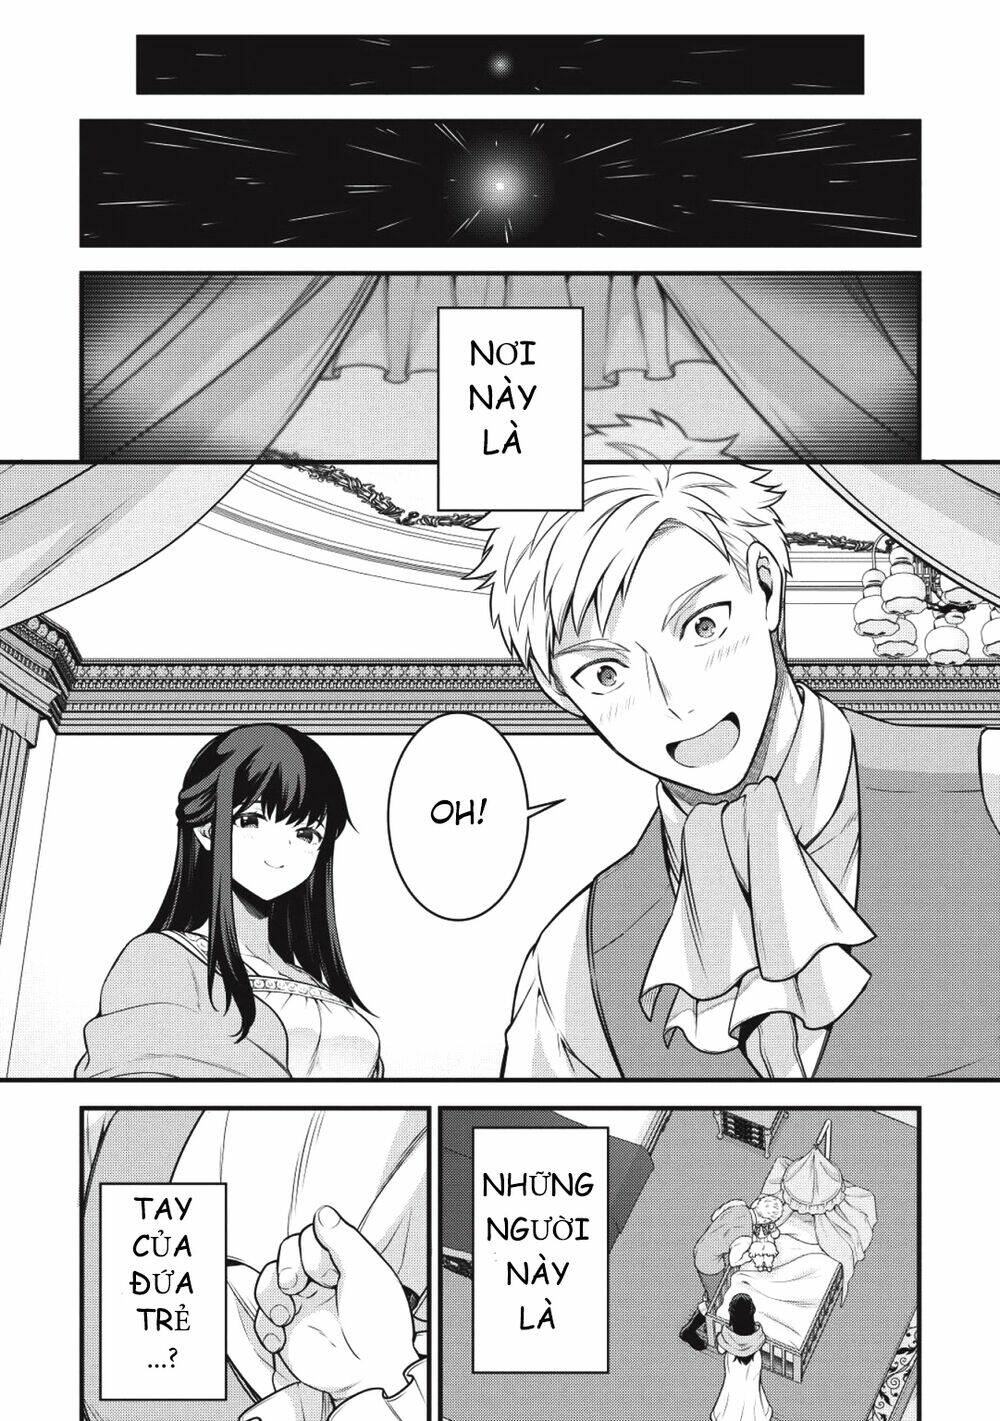 NƠI
NÀY
LÀ
OH!
NHỮNG
NGƯỜI
NÀY
LÀ
TAY
CỦA
ĐỨA
TRẺ
...?